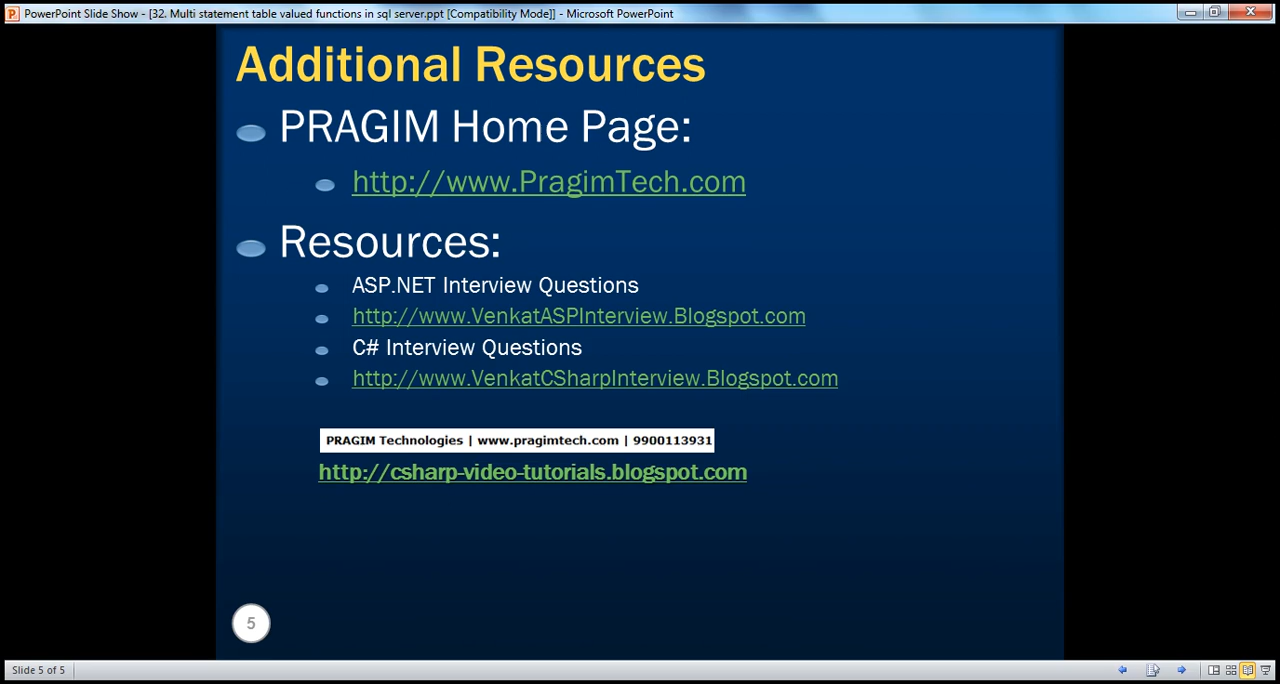 PowerPoint Slide Show - [32. Multi statement table valued functions in sql server.ppt [Compatibility Mode]] - Microsoft PowerPoint
Additional Resources
PRAGIM Home Page:
http://www.PragimTech.com
Resources:
ASP.NET Interview Questions
http://www.VenkatASPInterview.Blogspot.com
C# Interview Questions
http://www.VenkatCSharpInterview.Blogspot.com
PRAGIM Technologies | www.pragimtech.com | 9900113931
http://csharp-video-tutorials.blogspot.com
5
Slide 5 of 5